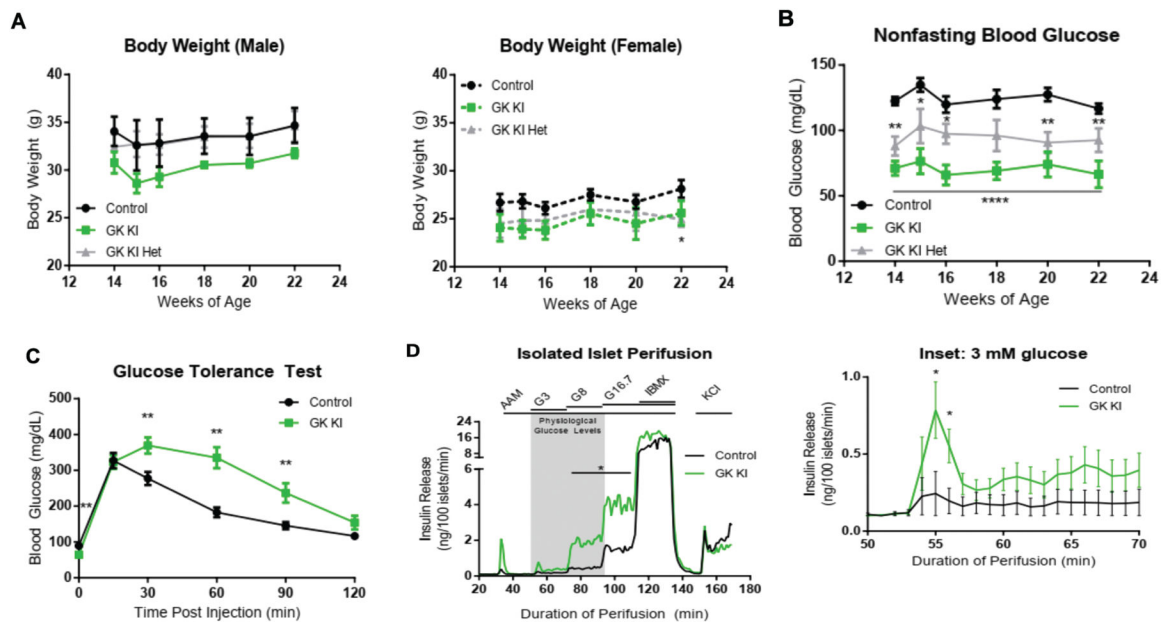 A
Body Weight (Male)
Body Weight (g)
40
35
30
25
20
Control
GK KI
GK KI Het
12 14 16 18 20 22 24
Weeks of Age
Body Weight (Female)
Body Weight (g)
40
35
30
25
20
Control
GK KI
GK KI Het
*
12 14 16 18 20 22 24
Weeks of Age
B
Nonfasting Blood Glucose
Blood Glucose (mg/dL)
150
100
50
0
** * * ** **
****
Control
GK KI
GK KI Het
12 14 16 18 20 22 24
Weeks of Age
C
Glucose Tolerance Test
Blood Glucose (mg/dL)
500
400
300
200
100
0
** ** ** **
Control
GK KI
0 30 60 90 120
Time Post Injection (min)
D
Isolated Islet Perifusion
AAM G3 G8 G16.7 IBMX KCl
Physiological
Glucose Levels
Insulin Release
(ng/100 islets/min)
24
16
8
6
4
2
0
*
Control
GK KI
20 40 60 80 100 120 140 160 180
Duration of Perifusion (min)
Inset: 3 mM glucose
Insulin Release
(ng/100 islets/min)
1.0
0.5
0.0
* *
Control
GK KI
50 55 60 65 70
Duration of Perifusion (min)